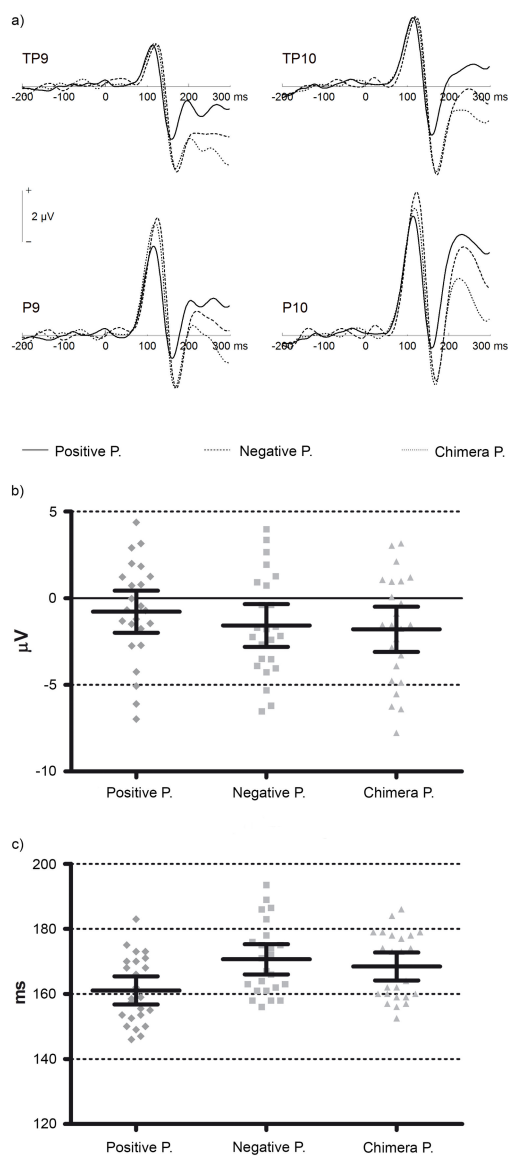 a)
TP9
TP10
-200 -100 0 100 200 300 ms
-200 -100 0 100 200 300 ms
+
2 µV
−
P9
P10
-200 -100 0 100 200 300 ms
-200 -100 0 100 200 300 ms
Positive P. Negative P. Chimera P.
b)
5
0
-5
-10
µV
Positive P. Negative P. Chimera P.
c)
200
180
160
140
120
ms
Positive P. Negative P. Chimera P.